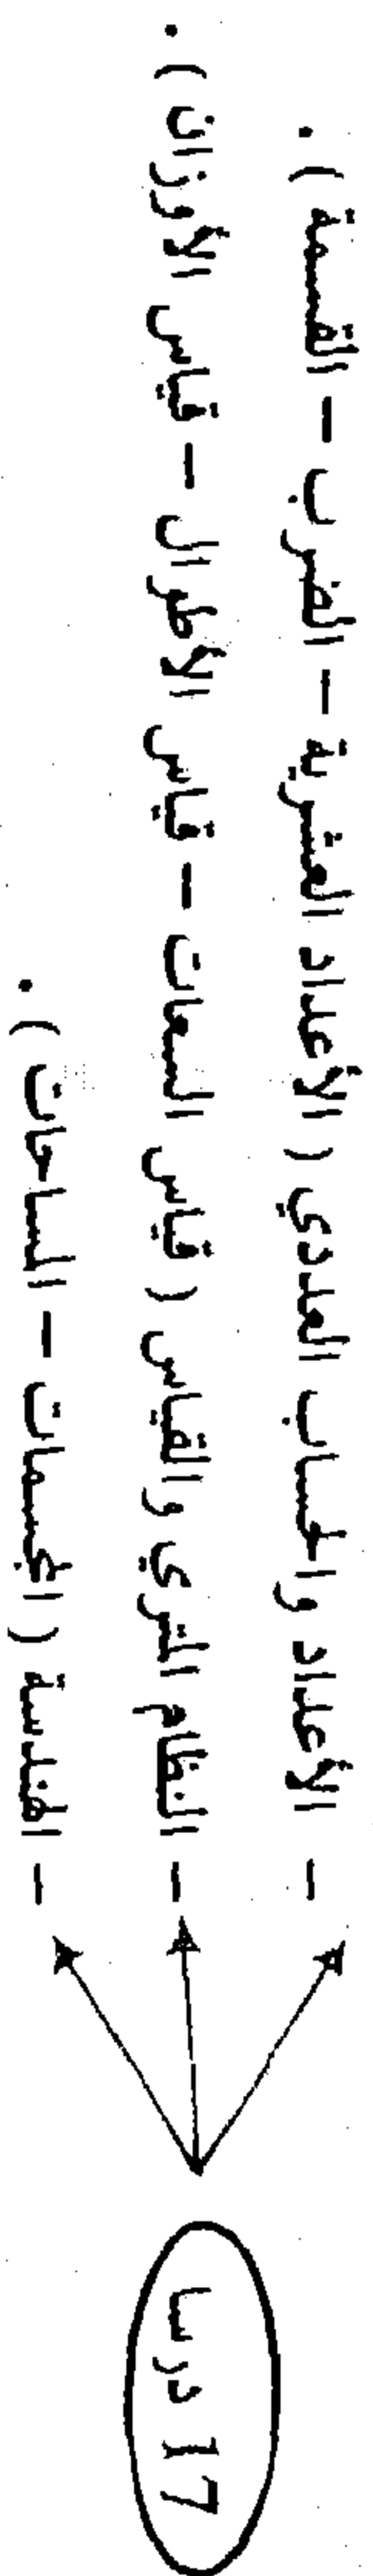 17 درسا
- الأعداد والحساب العددي ( الأعداد العشرية – الضرب – القسمة ) .
- النظام المتري والقياس ( قياس السعات – قياس الأطوال – قياس الأوزان ) .
- الهندسة ( المجسمات – المساحات ) .